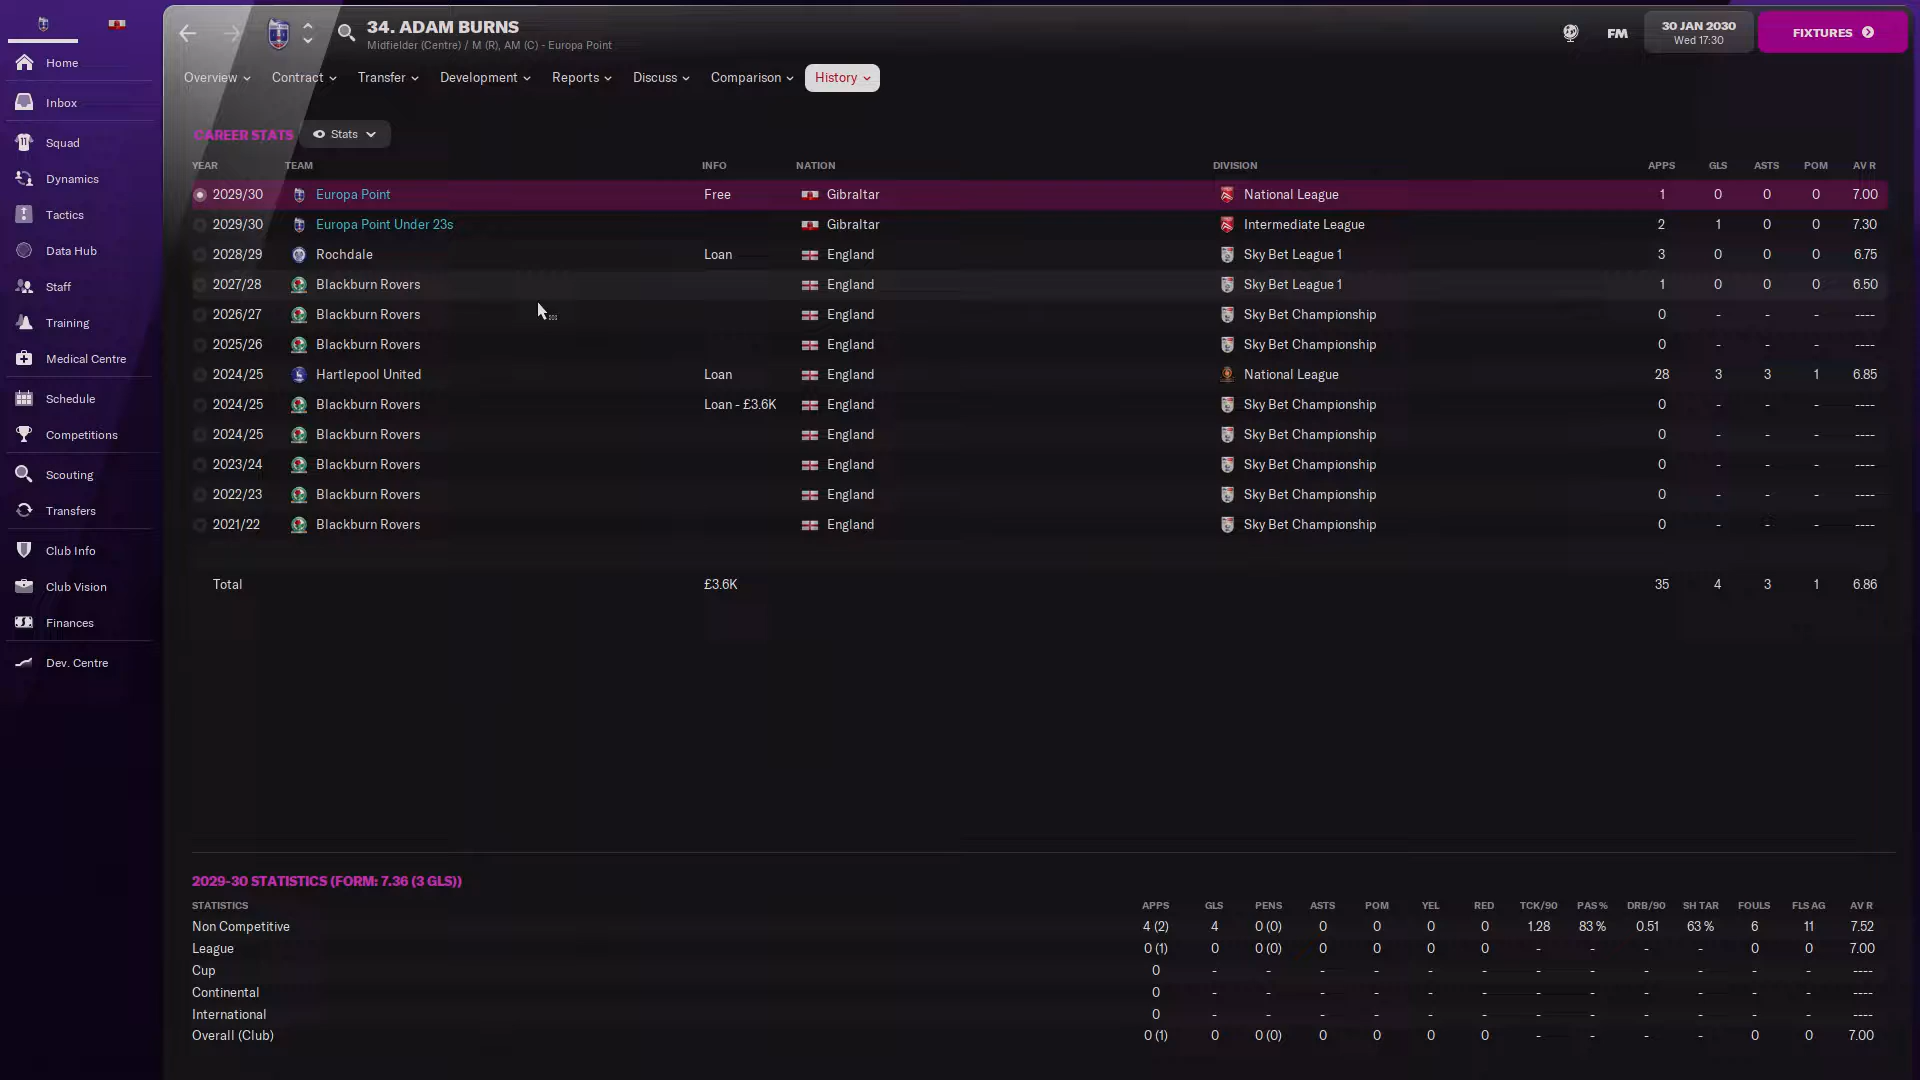 34. ADAM BURNS
Midfielder (Centre) / M (R), AM (C) - Europa Point
FM
30 JAN 2030
Wed 17:30
FIXTURES
Home
Inbox
Squad
Dynamics
Tactics
Data Hub
Staff
Training
Medical Centre
Schedule
Competitions
Scouting
Transfers
Club Info
Club Vision
Finances
Dev. Centre
Overview Contract Transfer Development Reports Discuss Comparison History
CAREER STATS Stats
YEAR TEAM INFO NATION DIVISION APPS GLS ASTS POM AV R
2029/30 Europa Point Free Gibraltar National League 1 0 0 0 7.00
2029/30 Europa Point Under 23s Gibraltar Intermediate League 2 1 0 0 7.30
2028/29 Rochdale Loan England Sky Bet League 1 3 0 0 0 6.75
2027/28 Blackburn Rovers England Sky Bet League 1 1 0 0 0 6.50
2026/27 Blackburn Rovers England Sky Bet Championship 0 - - - ----
2025/26 Blackburn Rovers England Sky Bet Championship 0 - - - ----
2024/25 Hartlepool United Loan England National League 28 3 3 1 6.85
2024/25 Blackburn Rovers Loan - £3.6K England Sky Bet Championship 0 - - - ----
2024/25 Blackburn Rovers England Sky Bet Championship 0 - - - ----
2023/24 Blackburn Rovers England Sky Bet Championship 0 - - - ----
2022/23 Blackburn Rovers England Sky Bet Championship 0 - - - ----
2021/22 Blackburn Rovers England Sky Bet Championship 0 - - - ----
Total £3.6K 35 4 3 1 6.86
2029-30 STATISTICS (FORM: 7.36 (3 GLS))
STATISTICS APPS GLS PENS ASTS POM YEL RED TCK/90 PAS % DRB/90 SH TAR FOULS FLS AG AV R
Non Competitive 4 (2) 4 0 (0) 0 0 0 0 1.28 83 % 0.51 63 % 6 11 7.52
League 0 (1) 0 0 (0) 0 0 0 0 - - - - 0 0 7.00
Cup 0 - - - - - - - - - - - - ----
Continental 0 - - - - - - - - - - - - ----
International 0 - - - - - - - - - - - - ----
Overall (Club) 0 (1) 0 0 (0) 0 0 0 0 - - - - 0 0 7.00